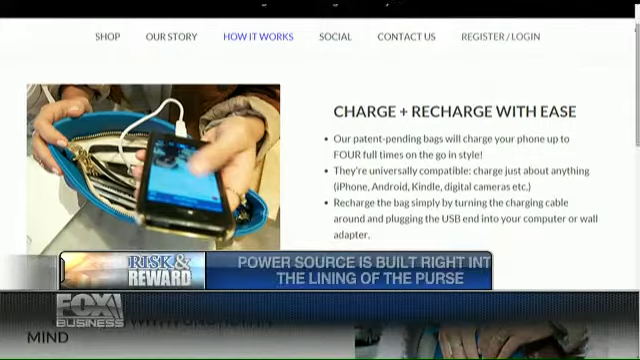 SHOP OUR STORY HOW IT WORKS SOCIAL CONTACT US REGISTER / LOGIN
CHARGE + RECHARGE WITH EASE
• Our patent-pending bags will charge your phone up to
FOUR full times on the go in style!
• They're universally compatible: charge just about anything
(iPhone, Android, Kindle, digital cameras etc.)
• Recharge the bag simply by turning the charging cable
around and plugging the USB end into your computer or wall
adapter.
RISK &
REWARD
POWER SOURCE IS BUILT RIGHT INT
THE LINING OF THE PURSE
FOX
BUSINESS
MIND